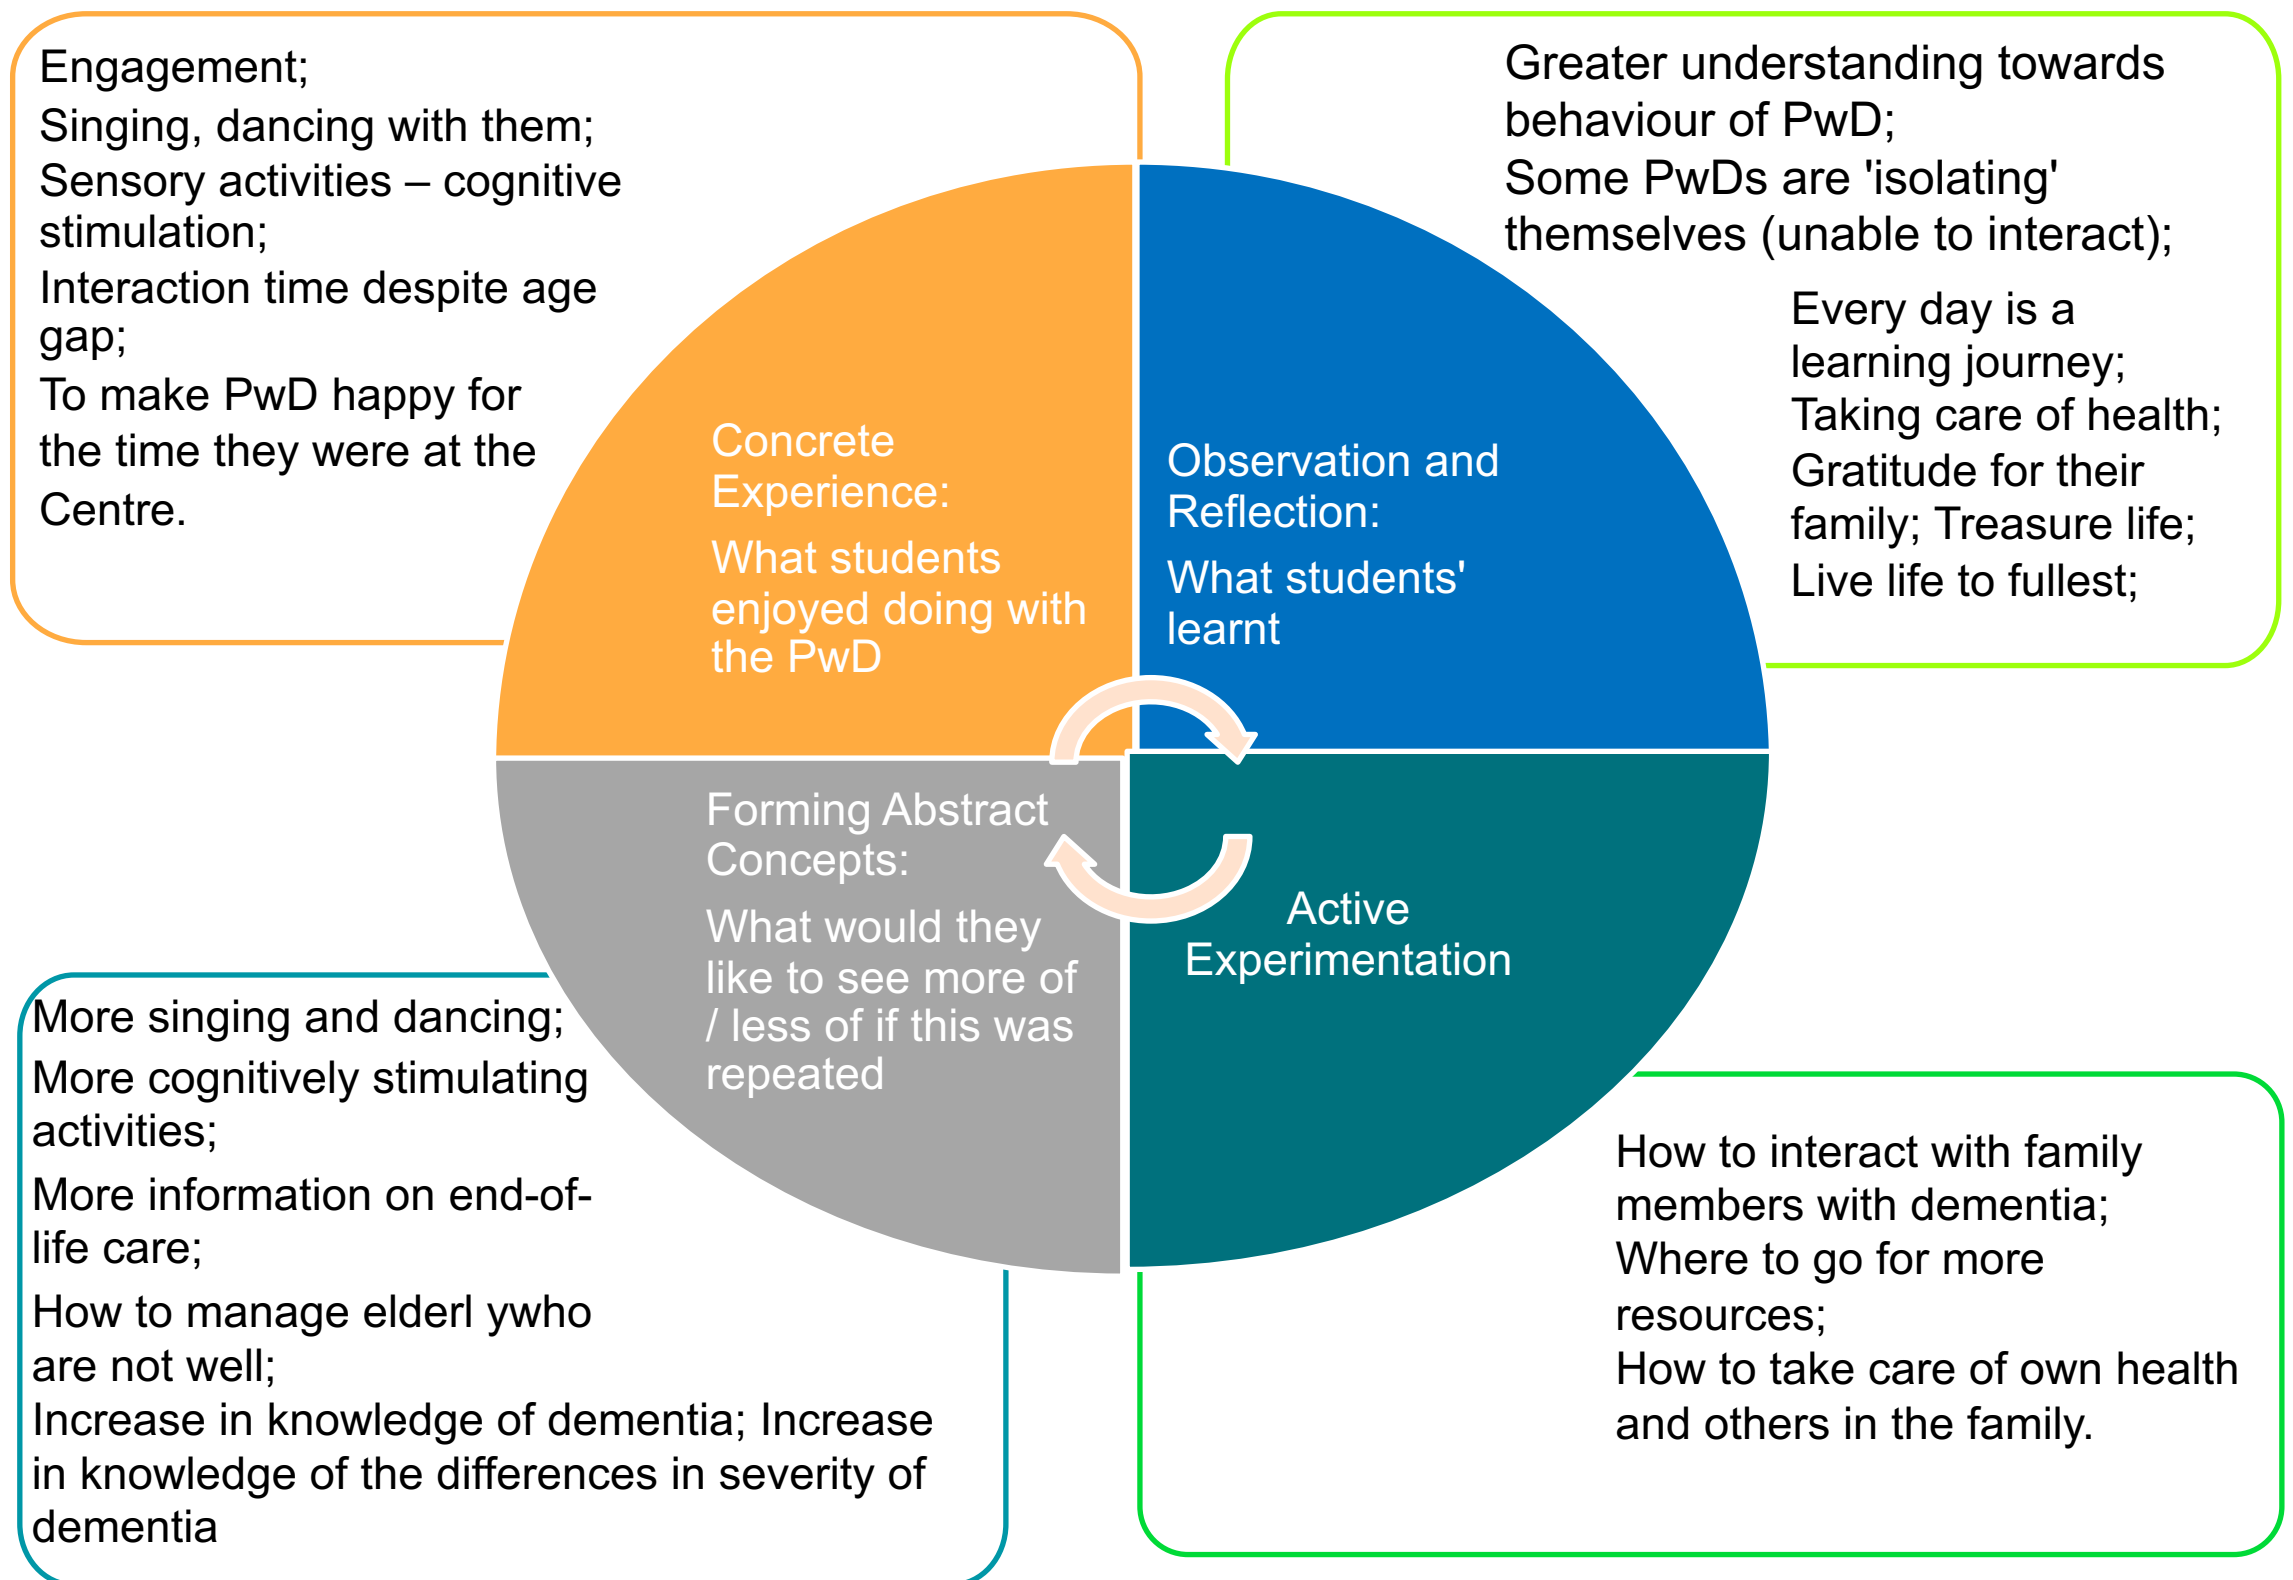 Engagement;
Singing, dancing with them;
Sensory activities – cognitive
stimulation;
Interaction time despite age
gap;
To make PwD happy for
the time they were at the
Centre.
Greater understanding towards
behaviour of PwD;
Some PwDs are 'isolating'
themselves (unable to interact);
Every day is a
learning journey;
Taking care of health;
Gratitude for their
family; Treasure life;
Live life to fullest;
Concrete
Experience:
What students
enjoyed doing with
the PwD
Observation and
Reflection:
What students'
learnt
Forming Abstract
Concepts:
What would they
like to see more of
/ less of if this was
repeated
Active
Experimentation
More singing and dancing;
More cognitively stimulating
activities;
More information on end-of-
life care;
How to manage elderl ywho
are not well;
Increase in knowledge of dementia; Increase
in knowledge of the differences in severity of
dementia
How to interact with family
members with dementia;
Where to go for more
resources;
How to take care of own health
and others in the family.